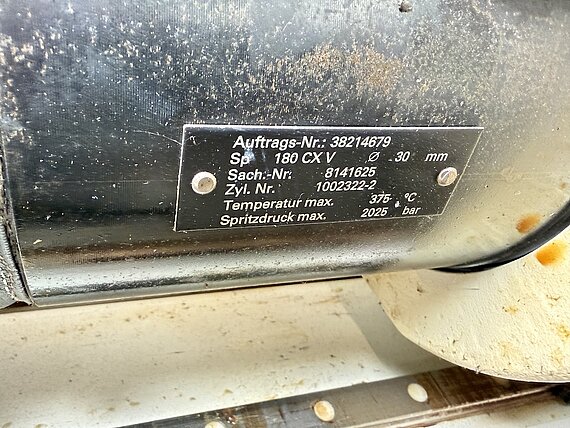 Auftrags-Nr.: 38214679
Sp 180 CX V Ø 30 mm
Sach.-Nr. 8141625
Zyl. Nr. 1002322-2
Temperatur max. 375 °C
Spritzdruck max. 2025 bar